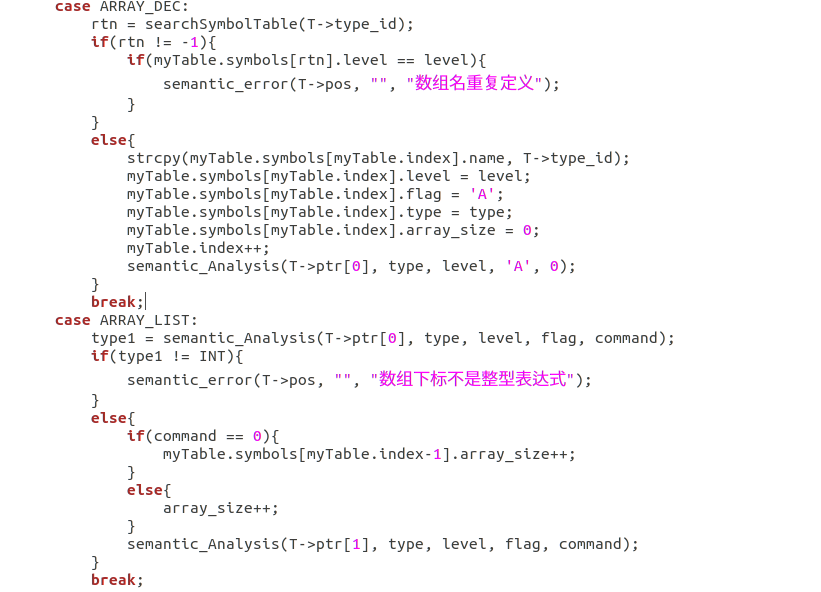 case ARRAY_DEC:
    rtn = searchSymbolTable(T->type_id);
    if(rtn != -1){
        if(myTable.symbols[rtn].level == level){
            semantic_error(T->pos, "", "数组名重复定义");
        }
    }
    else{
        strcpy(myTable.symbols[myTable.index].name, T->type_id);
        myTable.symbols[myTable.index].level = level;
        myTable.symbols[myTable.index].flag = 'A';
        myTable.symbols[myTable.index].type = type;
        myTable.symbols[myTable.index].array_size = 0;
        myTable.index++;
        semantic_Analysis(T->ptr[0], type, level, 'A', 0);
    }
    break;
case ARRAY_LIST:
    type1 = semantic_Analysis(T->ptr[0], type, level, flag, command);
    if(type1 != INT){
        semantic_error(T->pos, "", "数组下标不是整型表达式");
    }
    else{
        if(command == 0){
            myTable.symbols[myTable.index-1].array_size++;
        }
        else{
            array_size++;
        }
        semantic_Analysis(T->ptr[1], type, level, flag, command);
    }
    break;